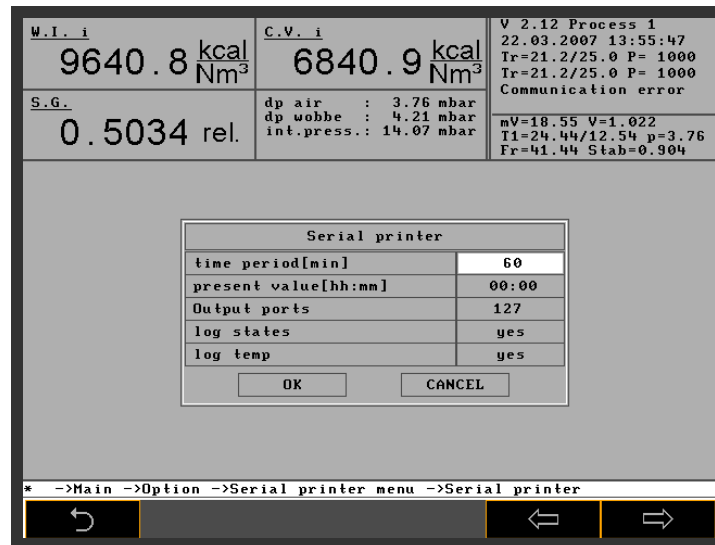 W.I. i
9640.8 kcal
Nm³
C.V. i
6840.9 kcal
Nm³
V 2.12 Process 1
22.03.2007 13:55:47
Tr=21.2/25.0 P= 1000
Tr=21.2/25.0 P= 1000
Communication error
S.G.
0.5034 rel.
dp air : 3.76 mbar
dp wobbe : 4.21 mbar
int.press.: 14.07 mbar
mV=18.55 V=1.022
T1=24.44/12.54 p=3.76
Fr=41.44 Stab=0.904
Serial printer
time period[min] 60
present value[hh:mm] 00:00
Output ports 127
log states yes
log temp yes
OK CANCEL
* ->Main ->Option ->Serial printer menu ->Serial printer